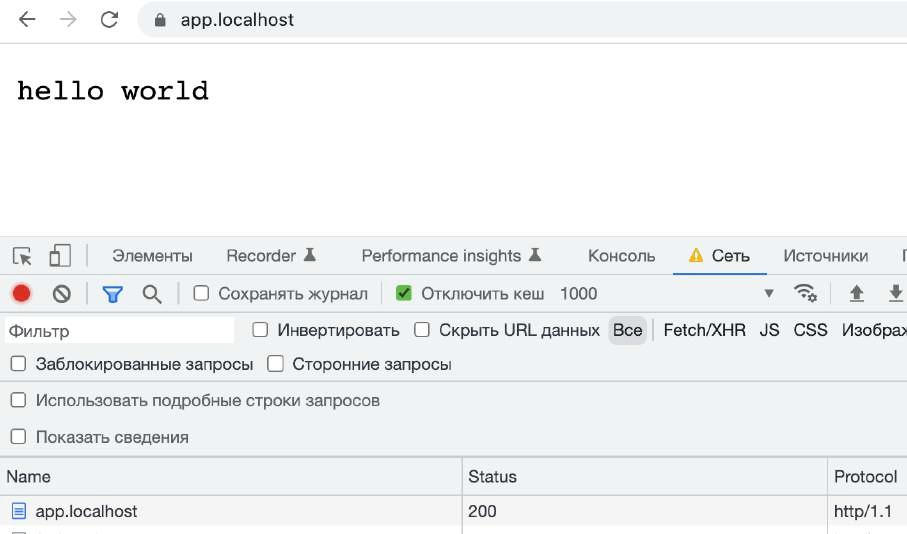 app.localhost
hello world
Элементы Recorder Performance insights Консоль Сеть Источники
Сохранять журнал Отключить кеш 1000
Фильтр Инвертировать Скрыть URL данных Все Fetch/XHR JS CSS Изображ
Заблокированные запросы Сторонние запросы
Использовать подробные строки запросов
Показать сведения
Name Status Protocol
app.localhost 200 http/1.1